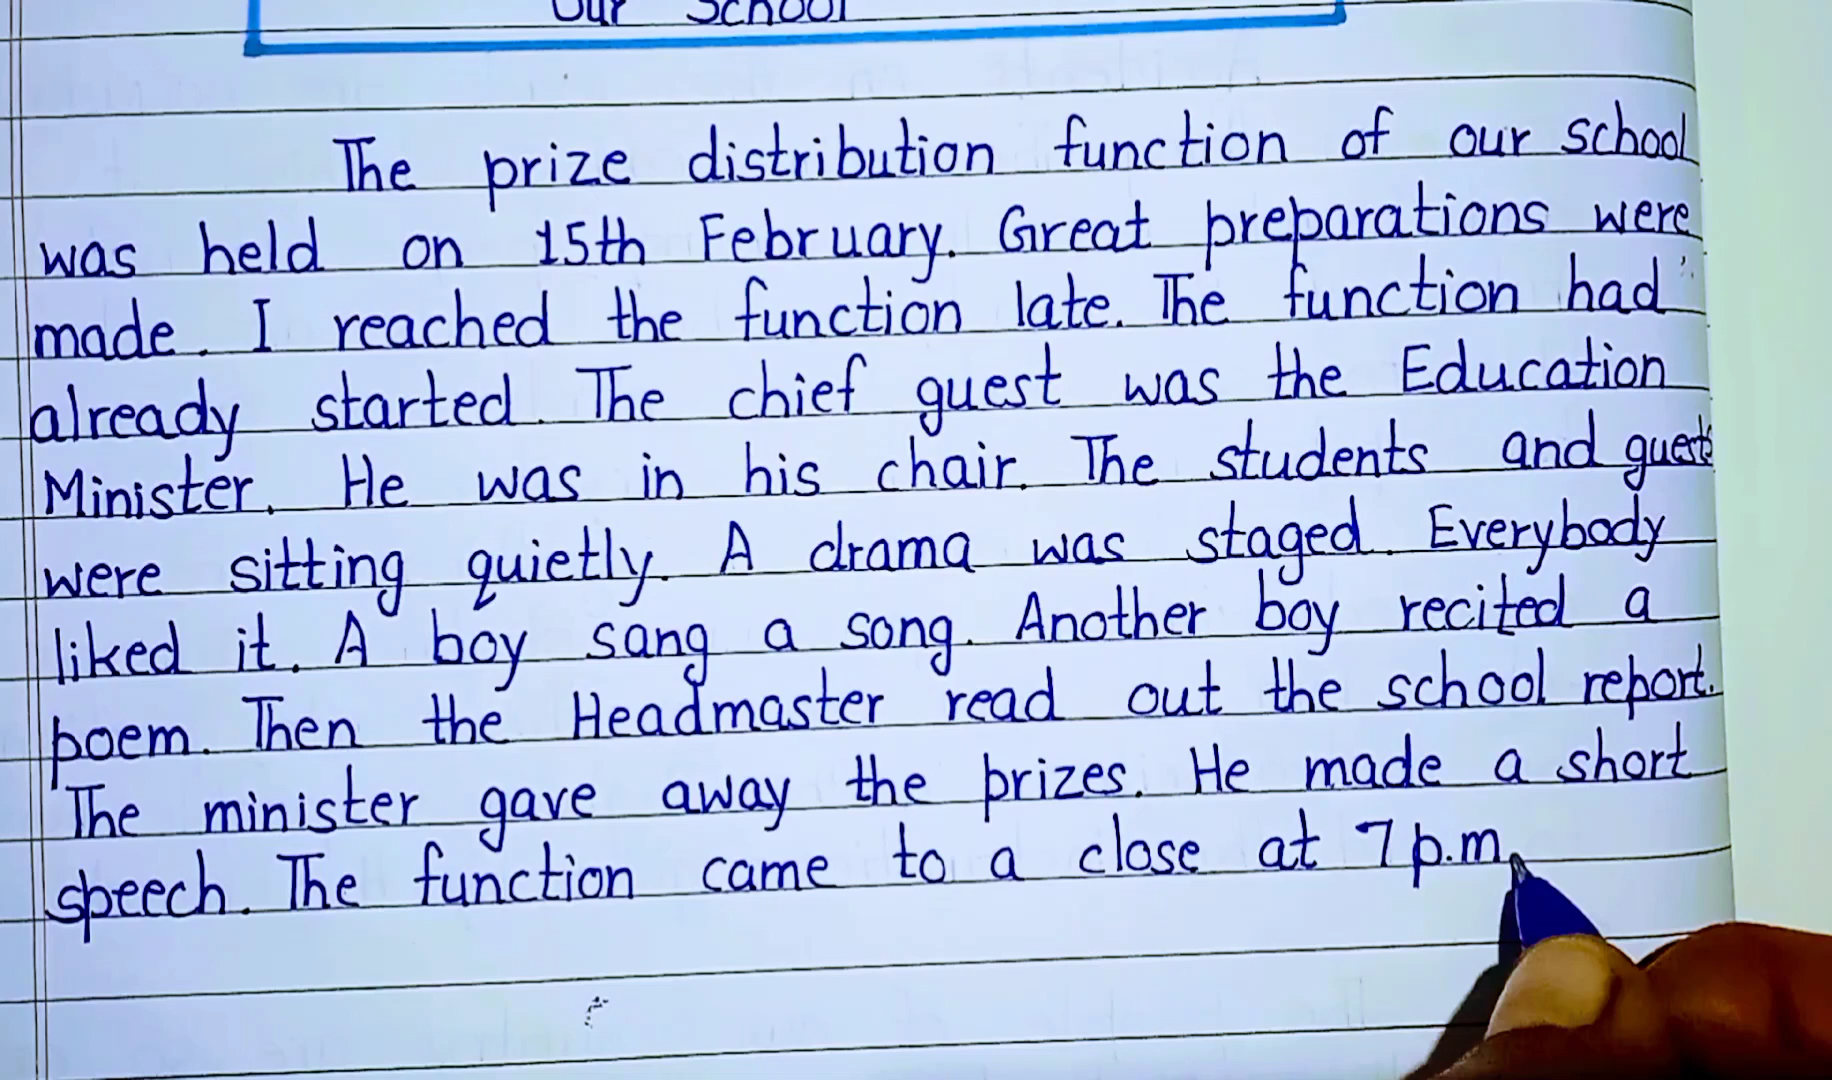 Our School
The prize distribution function of our school
was held on 15th February. Great preparations were
made. I reached the function late. The function had
already started. The chief guest was the Education
Minister. He was in his chair. The students and guests
were sitting quietly. A drama was staged. Everybody
liked it. A boy sang a song. Another boy recited a
poem. Then the Headmaster read out the school report.
The minister gave away the prizes. He made a short
speech. The function came to a close at 7 p.m.